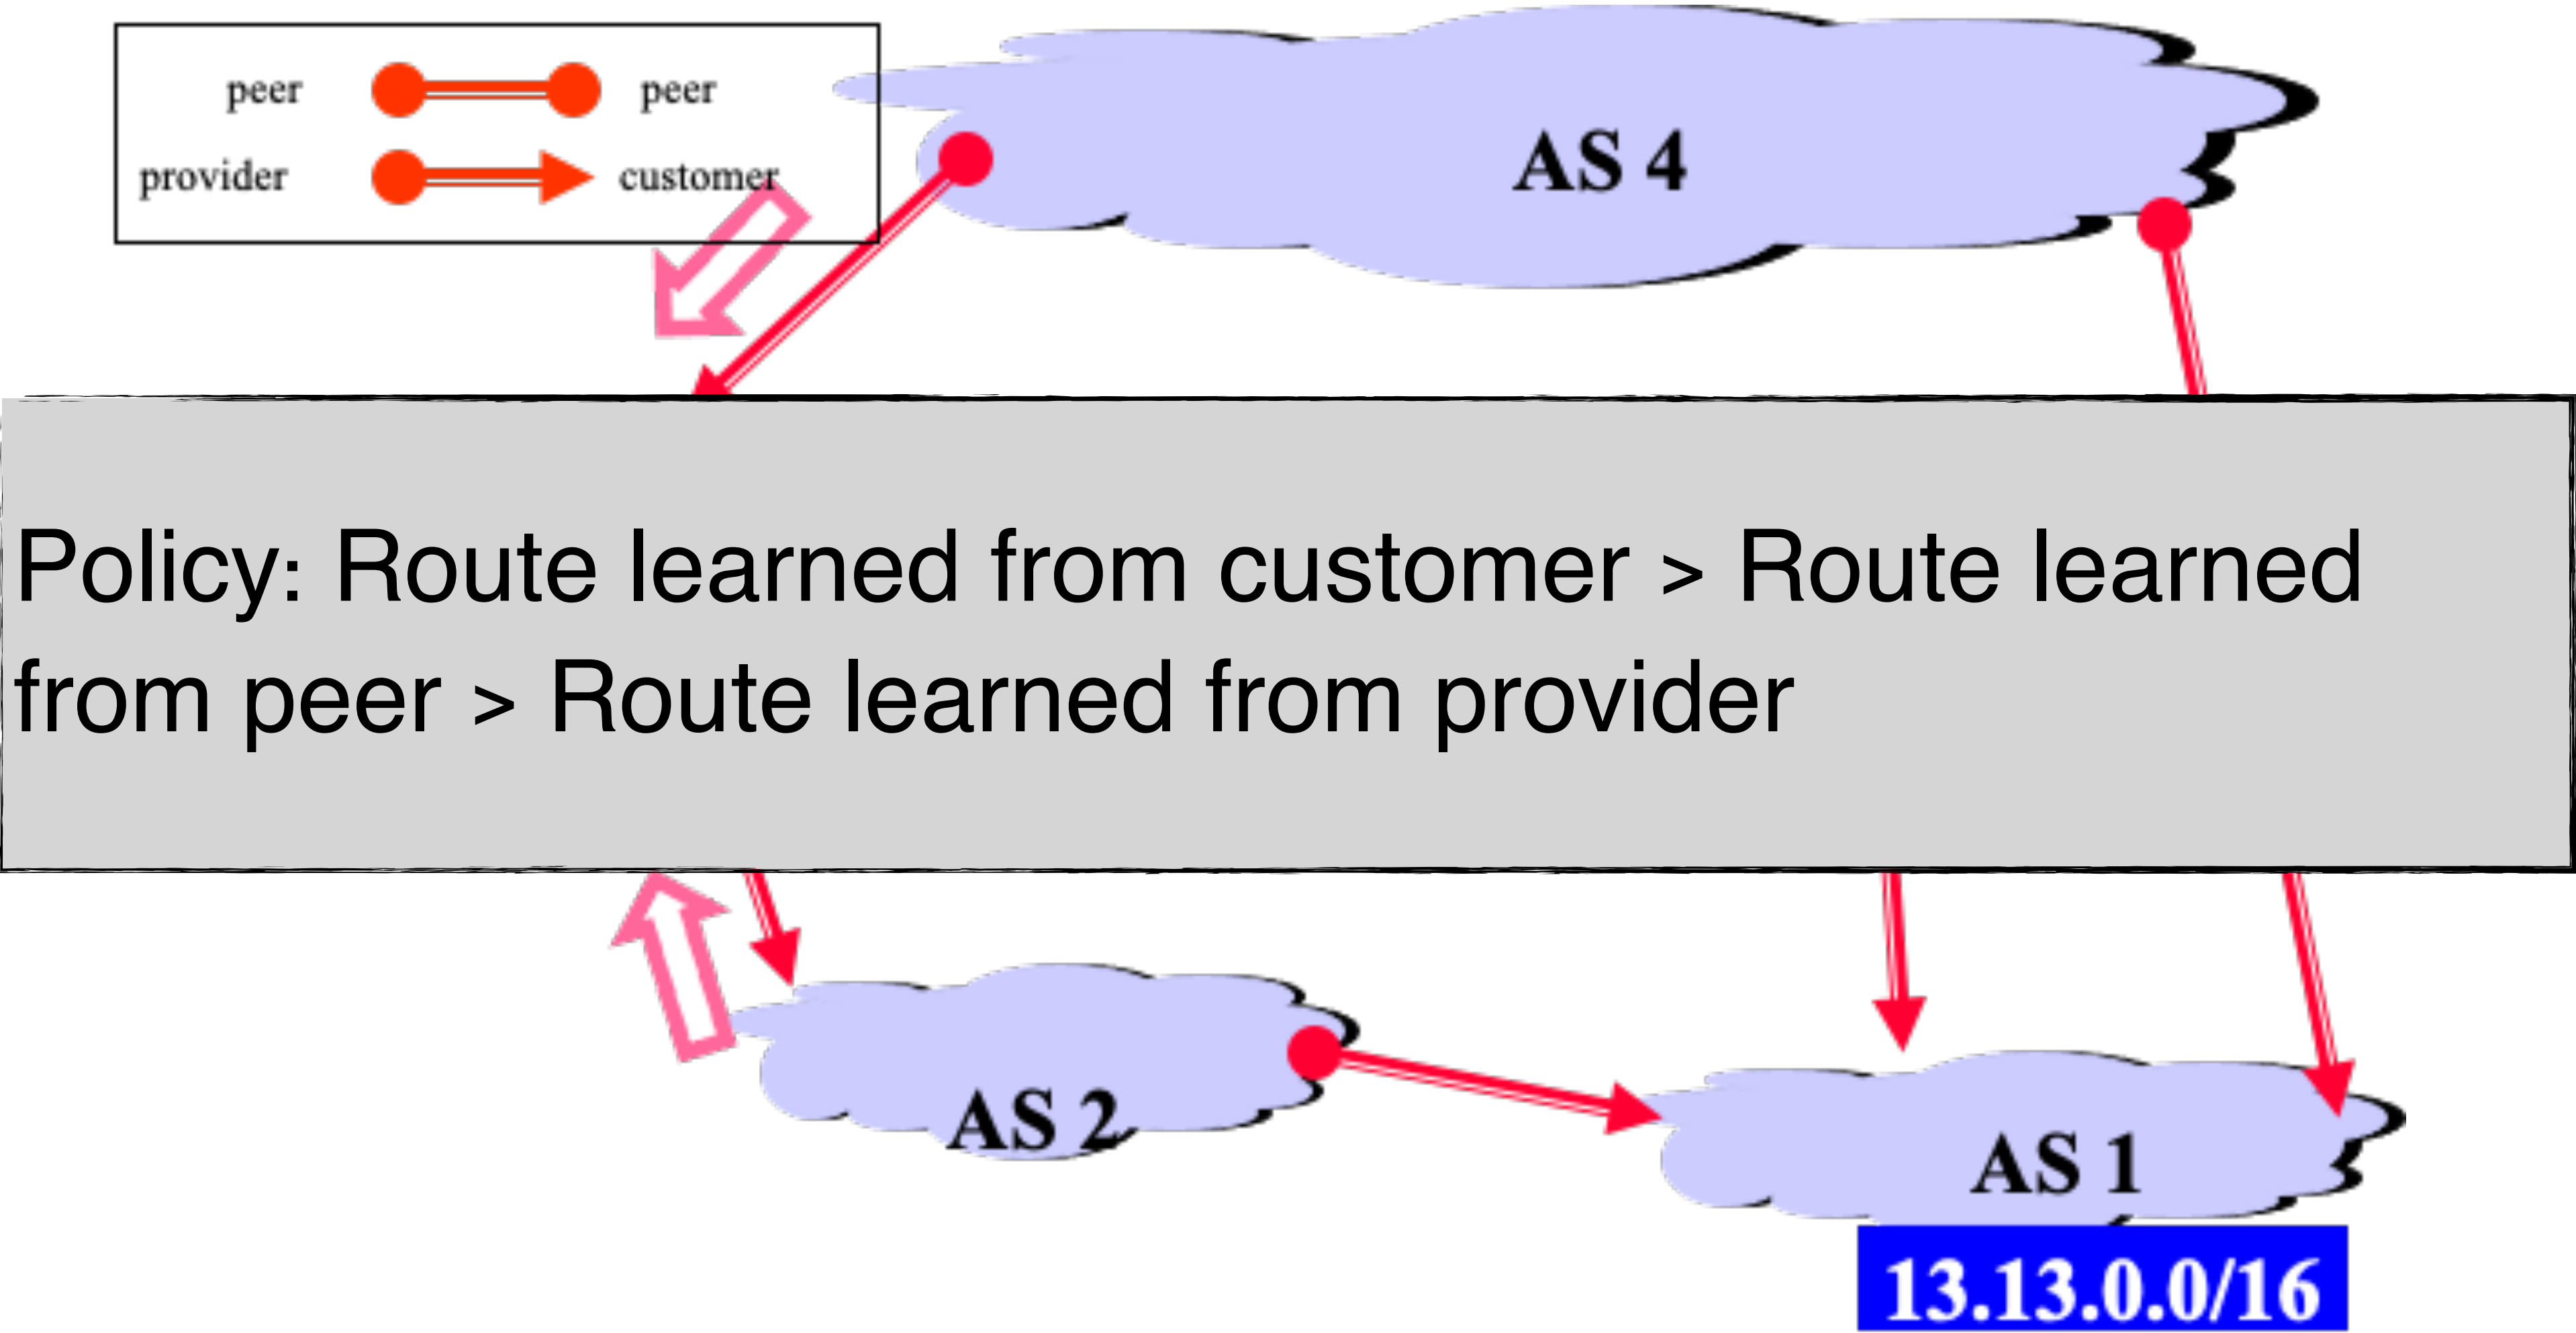 peer peer
provider customer
AS 4
Policy: Route learned from customer > Route learned
from peer > Route learned from provider
AS 2
AS 1
13.13.0.0/16